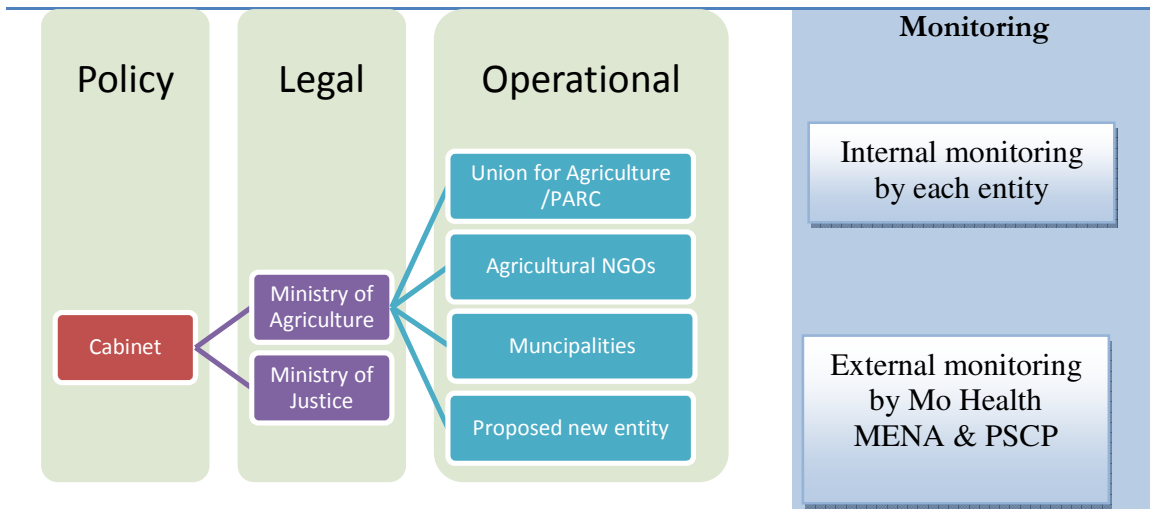 Policy
Legal
Operational
Monitoring
Cabinet
Ministry of
Agriculture
Ministry of
Justice
Union for Agriculture
/PARC
Agricultural NGOs
Muncipalities
Proposed new entity
Internal monitoring
by each entity
External monitoring
by Mo Health
MENA & PSCP